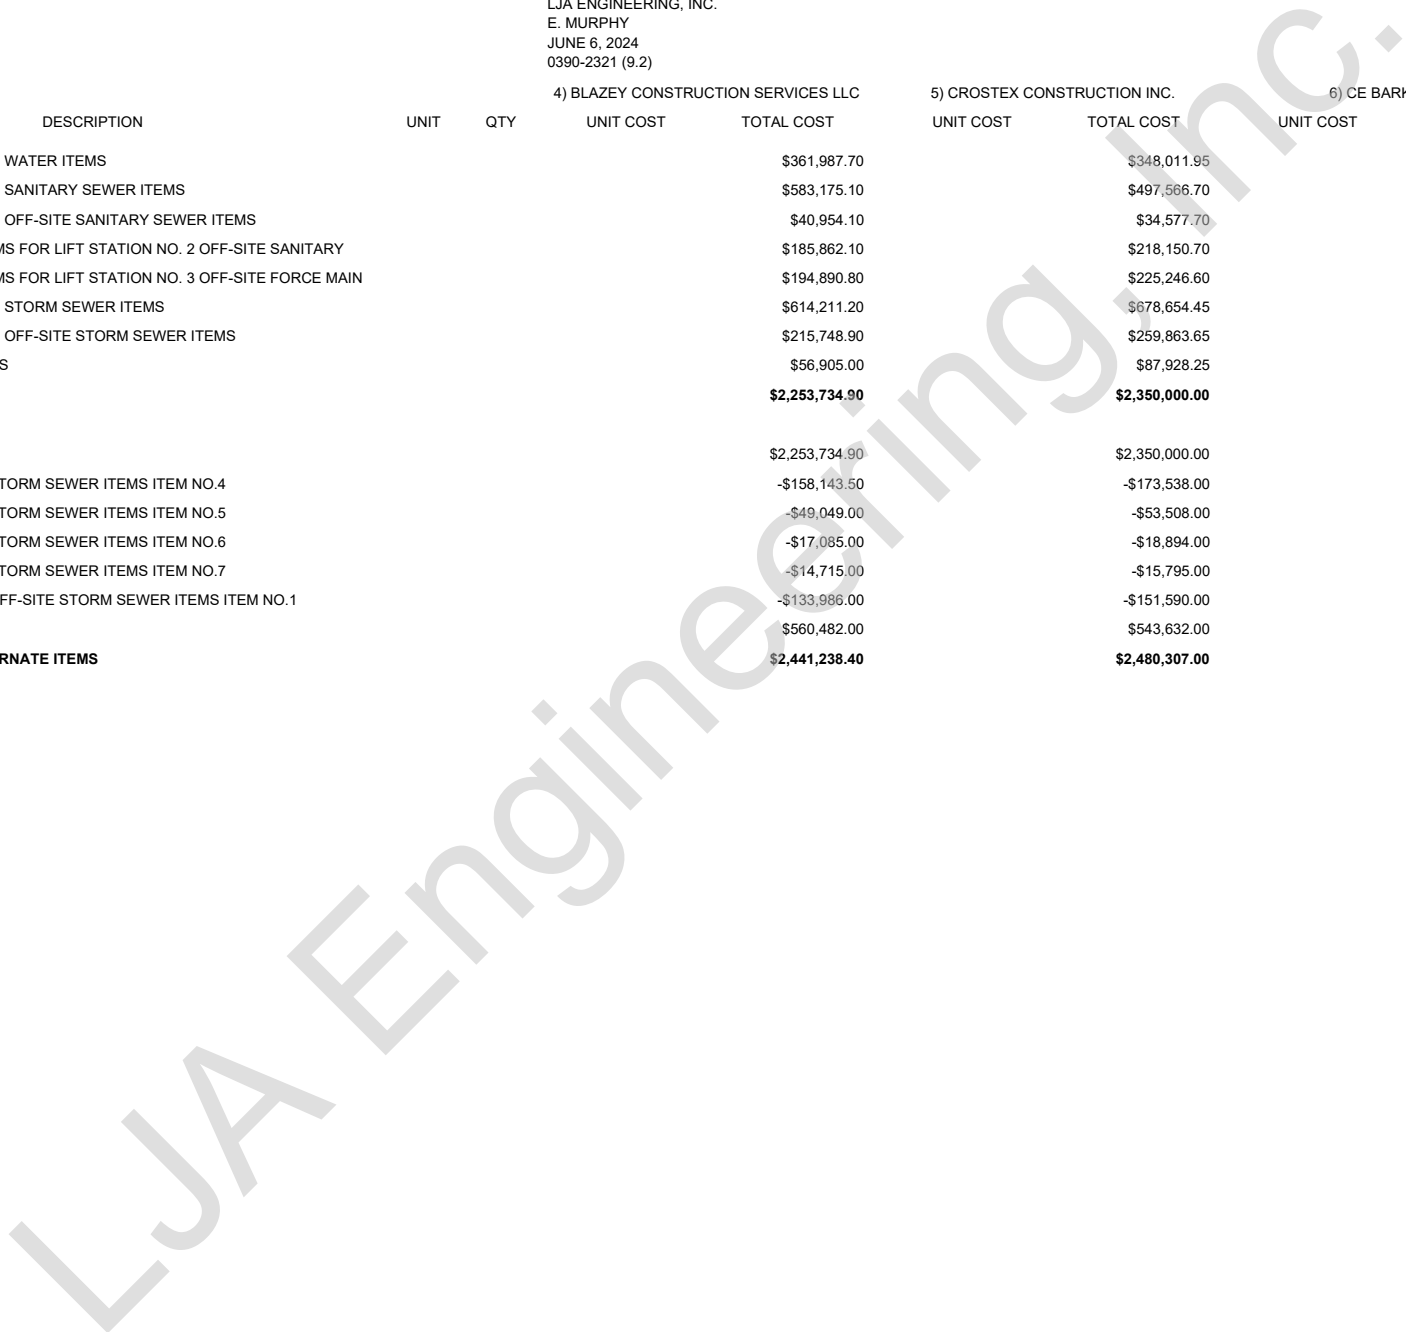 LJA ENGINEERING, INC.
E. MURPHY
JUNE 6, 2024
0390-2321 (9.2)
4) BLAZEY CONSTRUCTION SERVICES LLC 5) CROSTEX CONSTRUCTION INC. 6) CE
DESCRIPTION UNIT QTY UNIT COST TOTAL COST UNIT COST TOTAL COST UNIT COST
WATER ITEMS $361,987.70 $348,011.95
SANITARY SEWER ITEMS $583,175.10 $497,566.70
OFF-SITE SANITARY SEWER ITEMS $40,954.10 $34,577.70
MS FOR LIFT STATION NO. 2 OFF-SITE SANITARY $185,862.10 $218,150.70
MS FOR LIFT STATION NO. 3 OFF-SITE FORCE MAIN $194,890.80 $225,246.60
STORM SEWER ITEMS $614,211.20 $678,654.45
OFF-SITE STORM SEWER ITEMS $215,748.90 $259,863.65
S $56,905.00 $87,928.25
$2,253,734.90 $2,350,000.00
$2,253,734.90 $2,350,000.00
TORM SEWER ITEMS ITEM NO.4 -$158,143.50 -$173,538.00
TORM SEWER ITEMS ITEM NO.5 -$49,049.00 -$53,508.00
TORM SEWER ITEMS ITEM NO.6 -$17,085.00 -$18,894.00
TORM SEWER ITEMS ITEM NO.7 -$14,715.00 -$15,795.00
FF-SITE STORM SEWER ITEMS ITEM NO.1 -$133,986.00 -$151,590.00
$560,482.00 $543,632.00
RNATE ITEMS $2,441,238.40 $2,480,307.00
LJA Engineering, Inc.